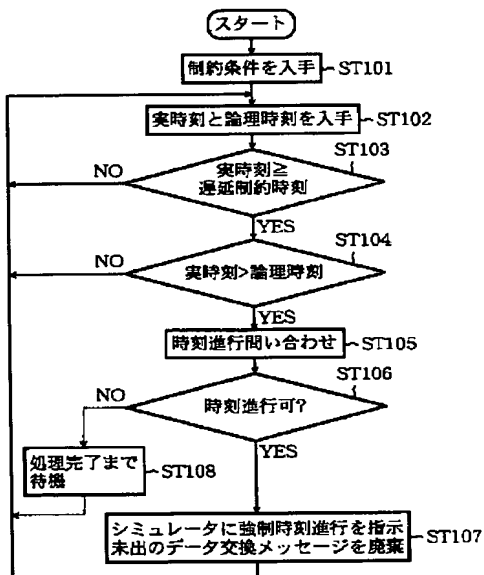 スタート
制約条件を入手
ST101
実時刻と論理時刻を入手
ST102
ST103
実時刻≧
遅延制約時刻
NO
YES
ST104
実時刻>論理時刻
NO
YES
時刻進行問い合わせ
ST105
ST106
時刻進行可?
NO
YES
処理完了まで
待機
ST108
シミュレータに強制時刻進行を指示
未出のデータ交換メッセージを廃棄
ST107